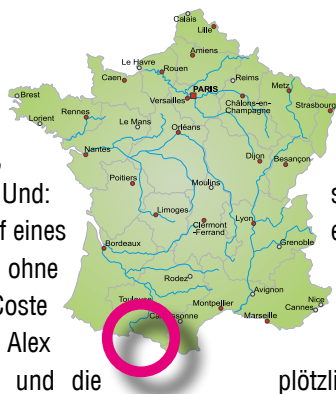 Calais
Lille
Amiens
Le Havre
Rouen
Reims
Caen
PARIS
Metz
Versailles
Châlons-en-
Champagne
Strasbourg
Brest
Rennes
Lorient
Le Mans
Orléans
Nantes
Dijon
Besançon
Und:
Poitiers
Moulins
s
f eines
Limoges
Clermont
-Ferrand
Lyon
e
ohne
Bordeaux
Grenoble
Coste
Rodez
Avignon
Nice
Alex
Montpellier
Cannes
Marseille
und die
plötzli